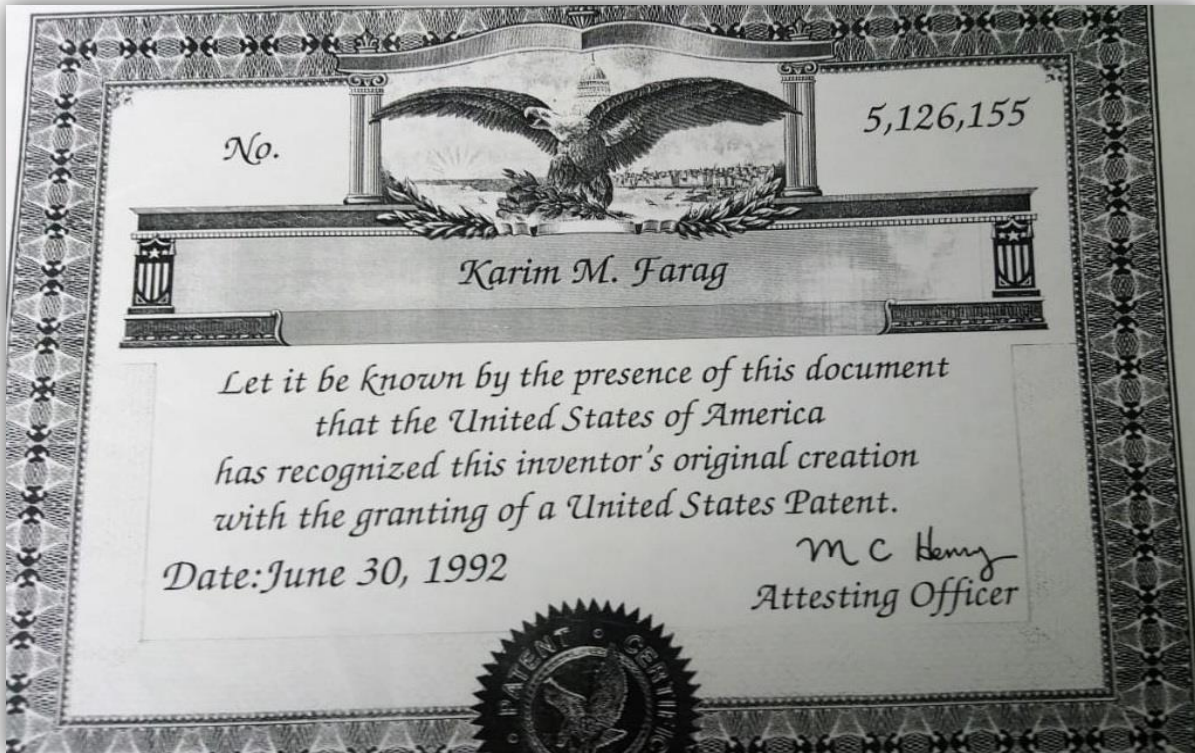 No.
5,126,155
Karim M. Farag
Let it be known by the presence of this document
that the United States of America
has recognized this inventor's original creation
with the granting of a United States Patent.
Date:June 30, 1992
M C Henry
Attesting Officer
PATENT